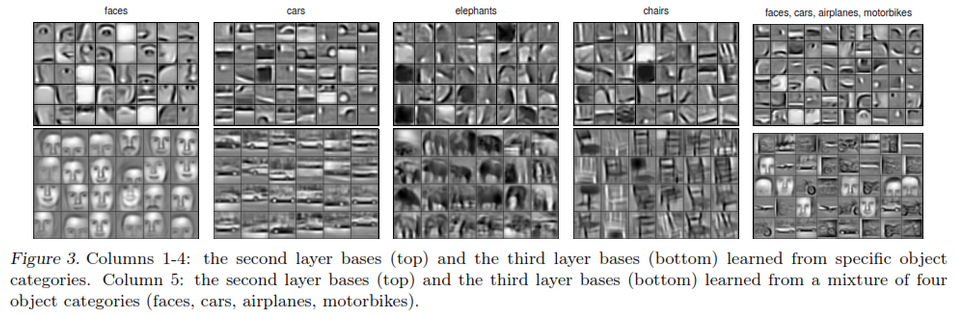 faces
cars
elephants
chairs
faces, cars, airplanes, motorbikes
Figure 3. Columns 1-4: the second layer bases (top) and the third layer bases (bottom) learned from specific object
categories. Column 5: the second layer bases (top) and the third layer bases (bottom) learned from a mixture of four
object categories (faces, cars, airplanes, motorbikes).